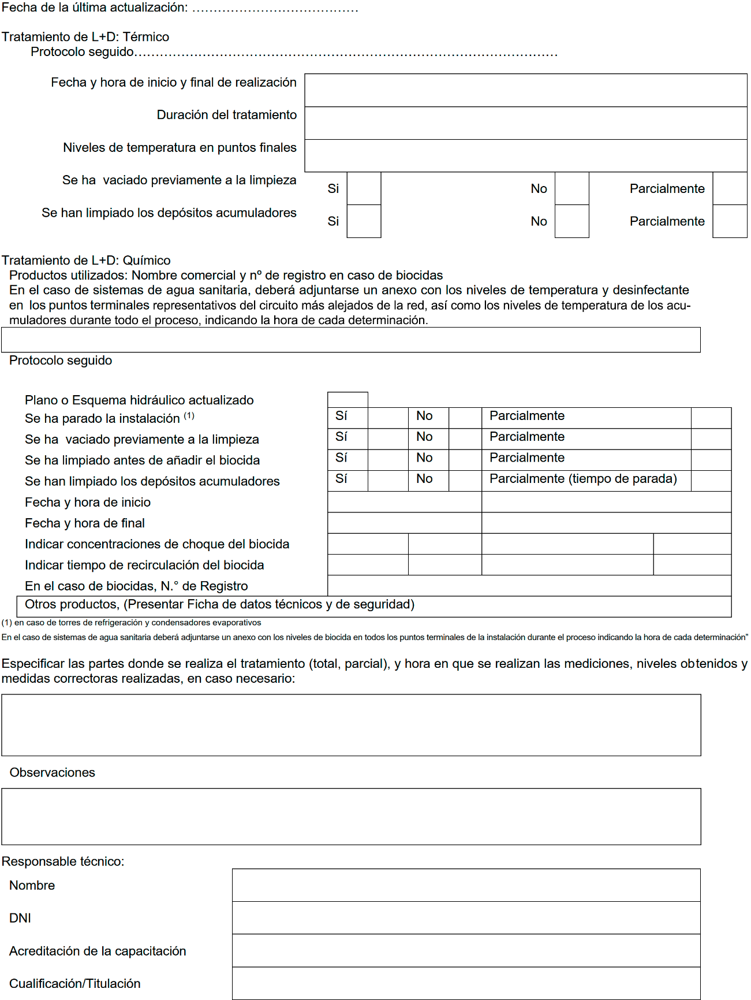 Fecha de la última actualización: …………………………………
Tratamiento de L+D: Térmico
Protocolo seguido………………………………………………………………………………………
Fecha y hora de inicio y final de realización
Duración del tratamiento
Niveles de temperatura en puntos finales
Se ha vaciado previamente a la limpieza Si No Parcialmente
Se han limpiado los depósitos acumuladores Si No Parcialmente
Tratamiento de L+D: Químico
Productos utilizados: Nombre comercial y nº de registro en caso de biocidas
En el caso de sistemas de agua sanitaria, deberá adjuntarse un anexo con los niveles de temperatura y desinfectante
en los puntos terminales representativos del circuito más alejados de la red, así como los niveles de temperatura de los acu-
muladores durante todo el proceso, indicando la hora de cada determinación.
Protocolo seguido
Plano o Esquema hidráulico actualizado
Se ha parado la instalación (1) Sí No Parcialmente
Se ha vaciado previamente a la limpieza Sí No Parcialmente
Se ha limpiado antes de añadir el biocida Sí No Parcialmente
Se han limpiado los depósitos acumuladores Sí No Parcialmente (tiempo de parada)
Fecha y hora de inicio
Fecha y hora de final
Indicar concentraciones de choque del biocida
Indicar tiempo de recirculación del biocida
En el caso de biocidas, N.° de Registro
Otros productos, (Presentar Ficha de datos técnicos y de seguridad)
(1) en caso de torres de refrigeración y condensadores evaporativos
En el caso de sistemas de agua sanitaria deberá adjuntarse un anexo con los niveles de biocida en todos los puntos terminales de la instalación durante el proceso indicando la hora de cada determinación”
Especificar las partes donde se realiza el tratamiento (total, parcial), y hora en que se realizan las mediciones, niveles obtenidos y
medidas correctoras realizadas, en caso necesario:
Observaciones
Responsable técnico:
Nombre
DNI
Acreditación de la capacitación
Cualificación/Titulación